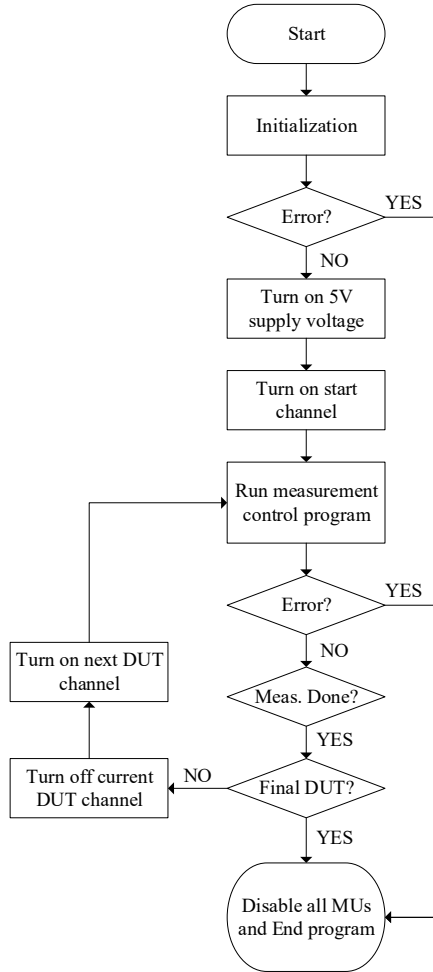 Start
Initialization
Error?
YES
NO
Turn on 5V
supply voltage
Turn on start
channel
Run measurement
control program
Error?
YES
NO
Turn on next DUT
channel
Meas. Done?
YES
Turn off current
DUT channel
NO
Final DUT?
YES
Disable all MUs
and End program